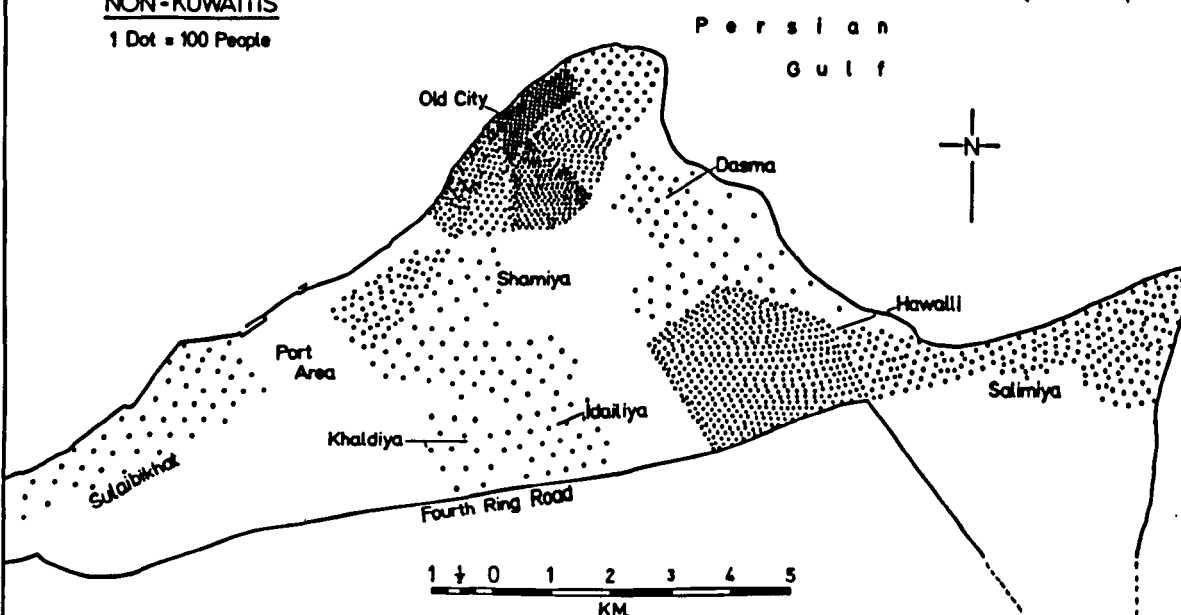 NON-KUWAITIS
1 Dot = 100 People
Persian
Gulf
Old City
N
Dasma
Shamiya
Hawalli
Port
Area
Salimiya
Idailiya
Khaldiya
Sulaibikhat
Fourth Ring Road
1 ½ 0 1 2 3 4 5
KM.